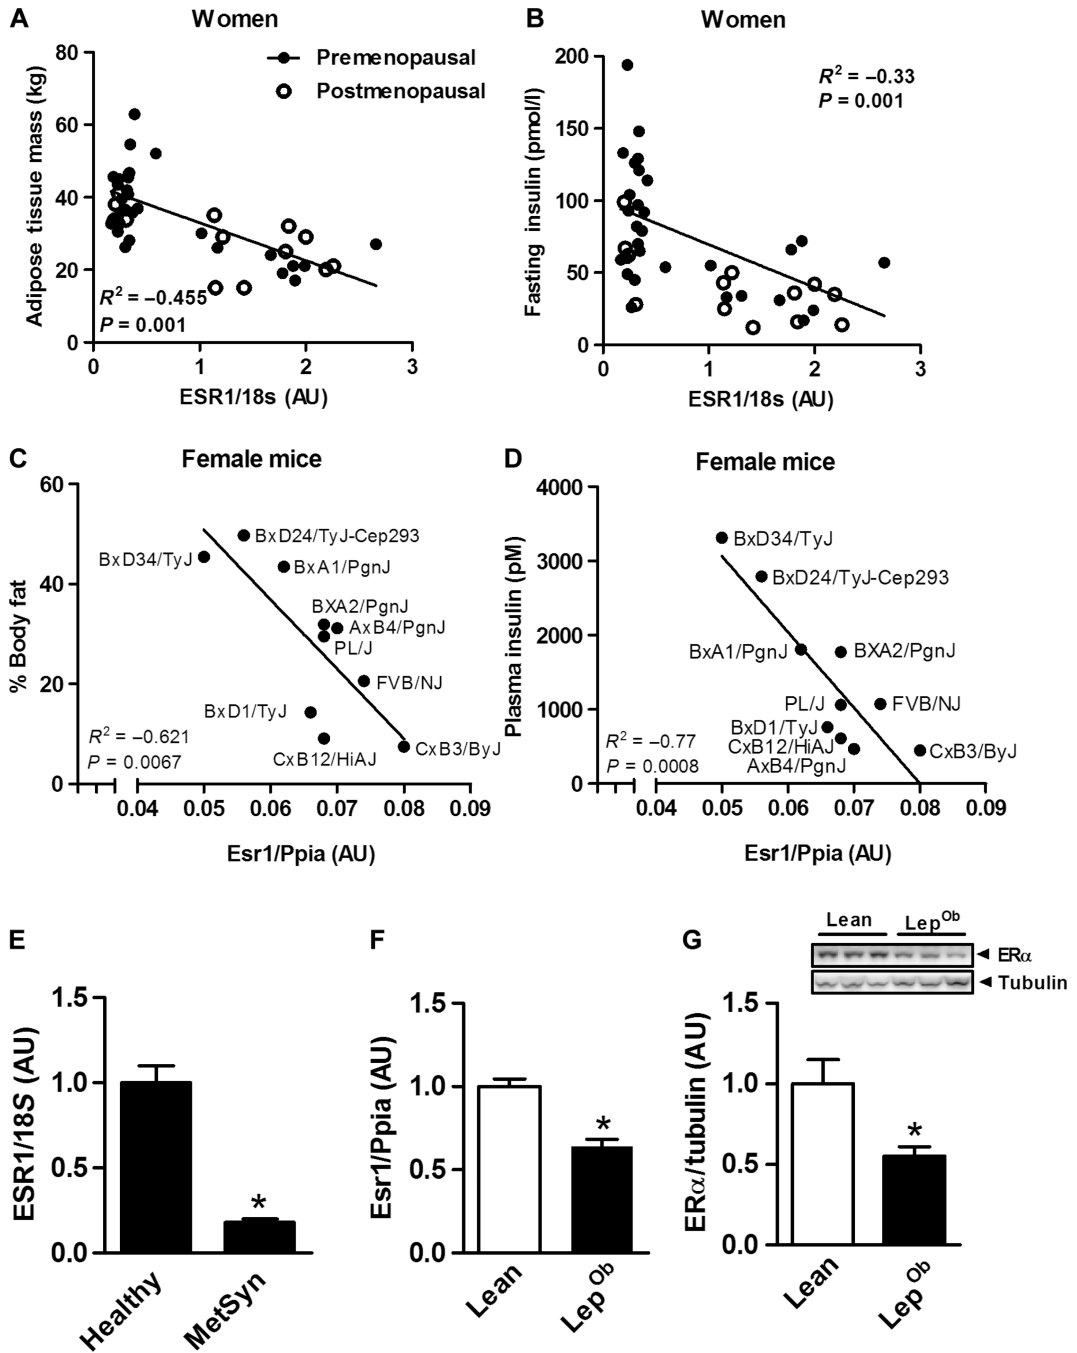 A
Women
Premenopausal
Postmenopausal
Adipose tissue mass (kg)
80
60
40
20
0
R² = –0.455
P = 0.001
0 1 2 3
ESR1/18s (AU)
B
Women
Fasting insulin (pmol/l)
200
150
100
50
0
R² = –0.33
P = 0.001
0 1 2 3
ESR1/18s (AU)
C
Female mice
% Body fat
60
40
20
0
BxD24/TyJ-Cep293
BxD34/TyJ
BxA1/PgnJ
BXA2/PgnJ
AxB4/PgnJ
PL/J
FVB/NJ
BxD1/TyJ
CxB12/HiAJ
CxB3/ByJ
R² = –0.621
P = 0.0067
0.04 0.05 0.06 0.07 0.08 0.09
Esr1/Ppia (AU)
D
Female mice
Plasma insulin (pM)
4000
3000
2000
1000
0
BxD34/TyJ
BxD24/TyJ-Cep293
BxA1/PgnJ
BXA2/PgnJ
PL/J
FVB/NJ
BxD1/TyJ
CxB12/HiAJ
AxB4/PgnJ
CxB3/ByJ
R² = –0.77
P = 0.0008
0.04 0.05 0.06 0.07 0.08 0.09
Esr1/Ppia (AU)
E
ESR1/18S (AU)
1.5
1.0
0.5
0.0
*
Healthy
MetSyn
F
Esr1/Ppia (AU)
1.5
1.0
0.5
0.0
*
Lean
Lep^Ob
G
Lean
Lep^Ob
ERα
Tubulin
ERα/tubulin (AU)
1.5
1.0
0.5
0.0
*
Lean
Lep^Ob